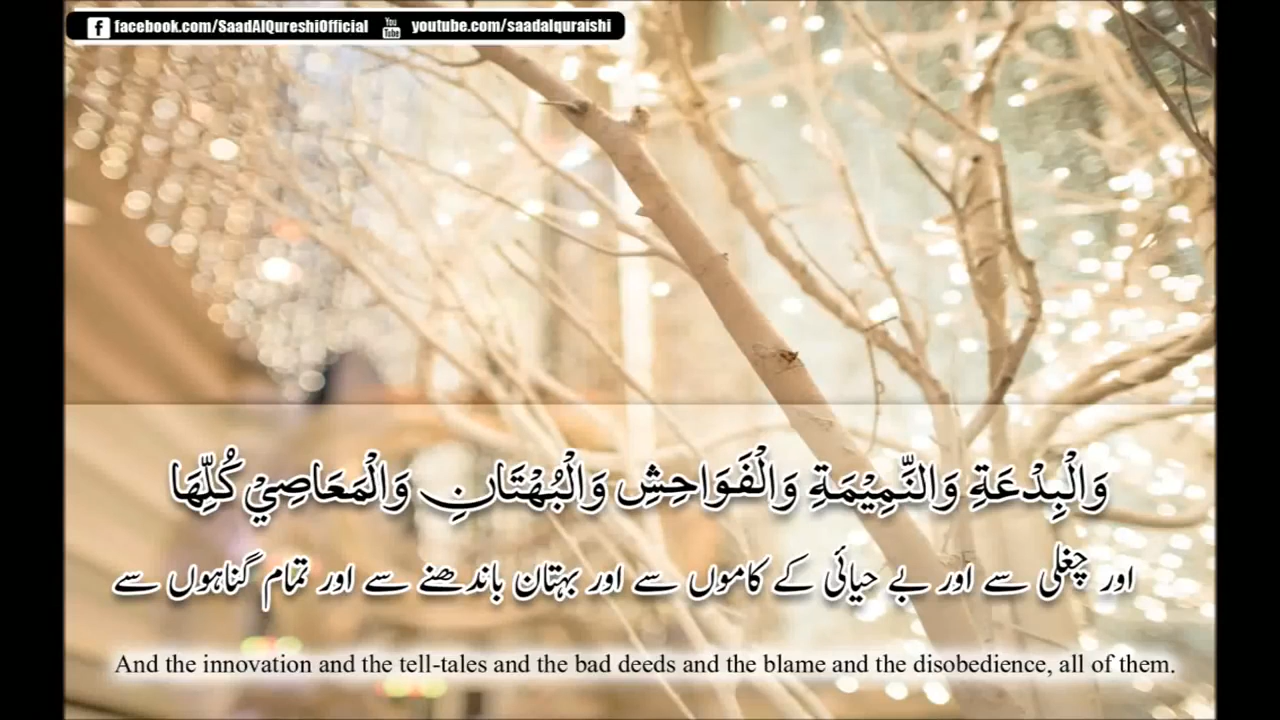 facebook.com/SaadAlQureshiOfficial You Tube youtube.com/saadalquraishi
وَالْبِدْعَةِ وَالنَّمِيْمَةِ وَالْفَوَاحِشِ وَالْبُهْتَانِ وَالْمَعَاصِيْ كُلِّهَا
اور چغلی سے اور بے حیائی کے کاموں سے اور بہتان باندھنے سے اور تمام گناہوں سے
And the innovation and the tell-tales and the bad deeds and the blame and the disobedience, all of them.